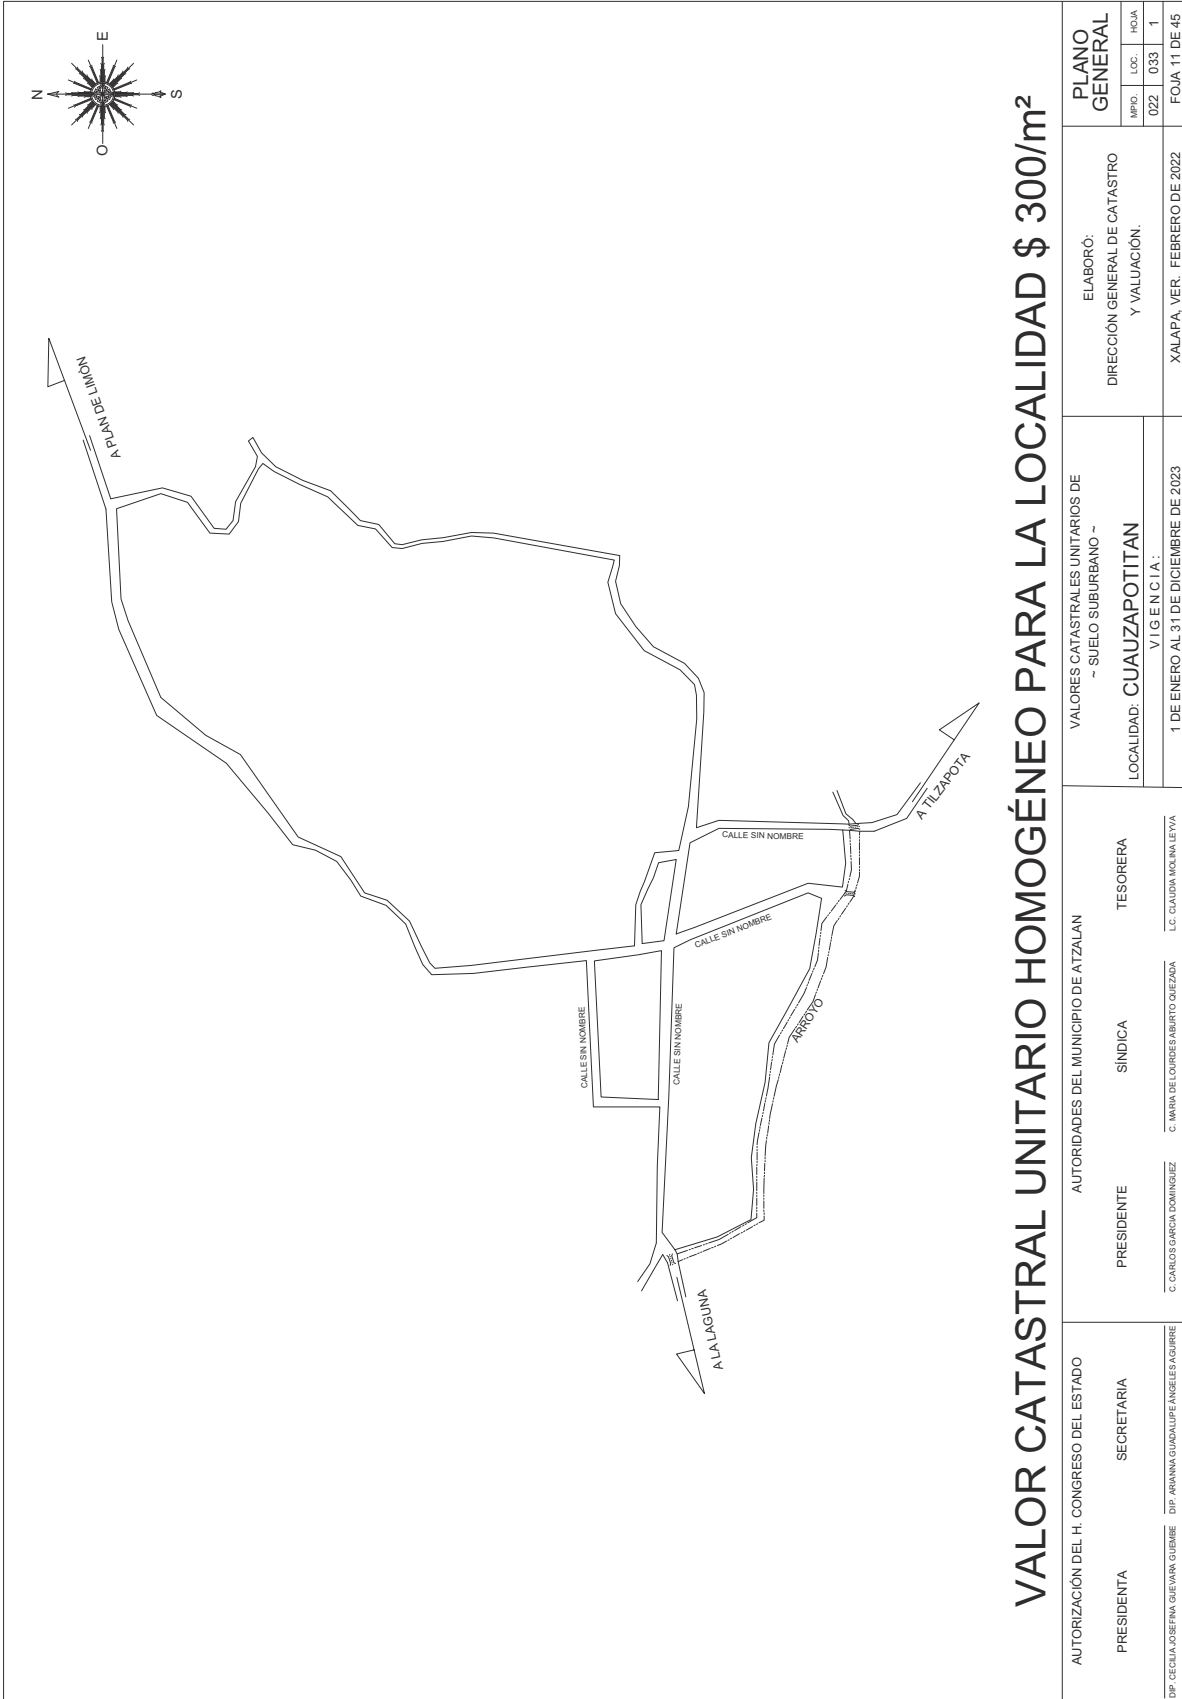 N
E
O
S
A PLAN DE LIMÓN
CALLE SIN NOMBRE
CALLE SIN NOMBRE
CALLE SIN NOMBRE
CALLE SIN NOMBRE
ARROYO
A TILZAPOTA
A LA LAGUNA
VALOR CATASTRAL UNITARIO HOMOGÉNEO PARA LA LOCALIDAD $ 300/m²
AUTORIZACIÓN DEL H. CONGRESO DEL ESTADO
PRESIDENTA
SECRETARIA
DIP. CECILIA JOSEFINA GUEVARA GUEMBE
DIP. ARIANNA GUADALUPE ÁNGELES AGUIRRE
AUTORIDADES DEL MUNICIPIO DE ATZALAN
PRESIDENTE
SÍNDICA
TESORERA
C. CARLOS GARCIA DOMINGUEZ
C. MARIA DE LOURDES ABURTO QUEZADA
L.C. CLAUDIA MOLINA LEYVA
VALORES CATASTRALES UNITARIOS DE
~ SUELO SUBURBANO ~
LOCALIDAD: CUAUZAPOTITAN
V I G E N C I A :
1 DE ENERO AL 31 DE DICIEMBRE DE 2023
ELABORÓ:
DIRECCIÓN GENERAL DE CATASTRO
Y VALUACIÓN.
XALAPA, VER. FEBRERO DE 2022
PLANO
GENERAL
MPIO. LOC. HOJA
022 033 1
FOJA 11 DE 45